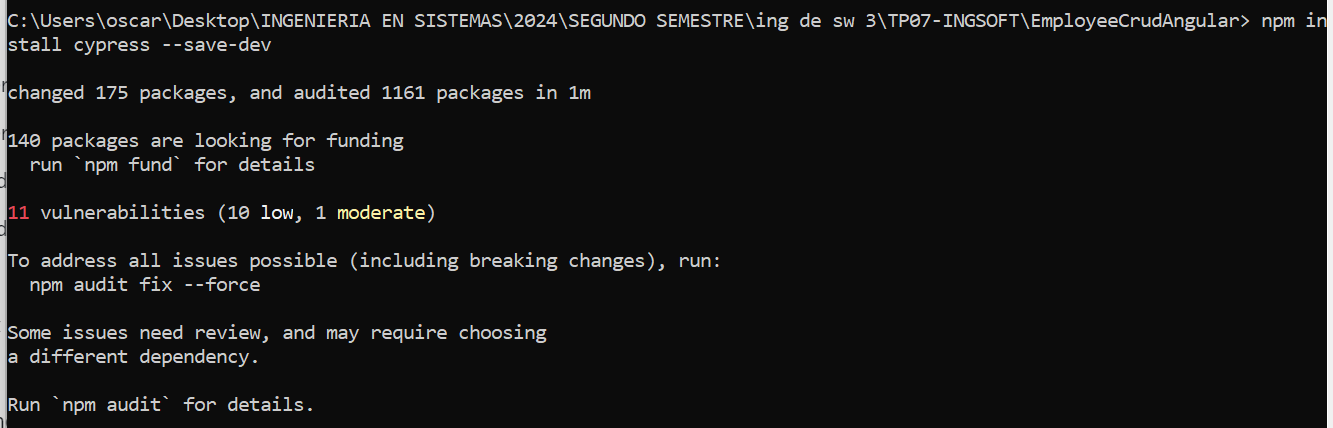 C:\Users\oscar\Desktop\INGENIERIA EN SISTEMAS\2024\SEGUNDO SEMESTRE\ing de sw 3\TP07-INGSOFT\EmployeeCrudAngular> npm in
stall cypress --save-dev
changed 175 packages, and audited 1161 packages in 1m
140 packages are looking for funding
  run `npm fund` for details
11 vulnerabilities (10 low, 1 moderate)
To address all issues possible (including breaking changes), run:
  npm audit fix --force
Some issues need review, and may require choosing
a different dependency.
Run `npm audit` for details.